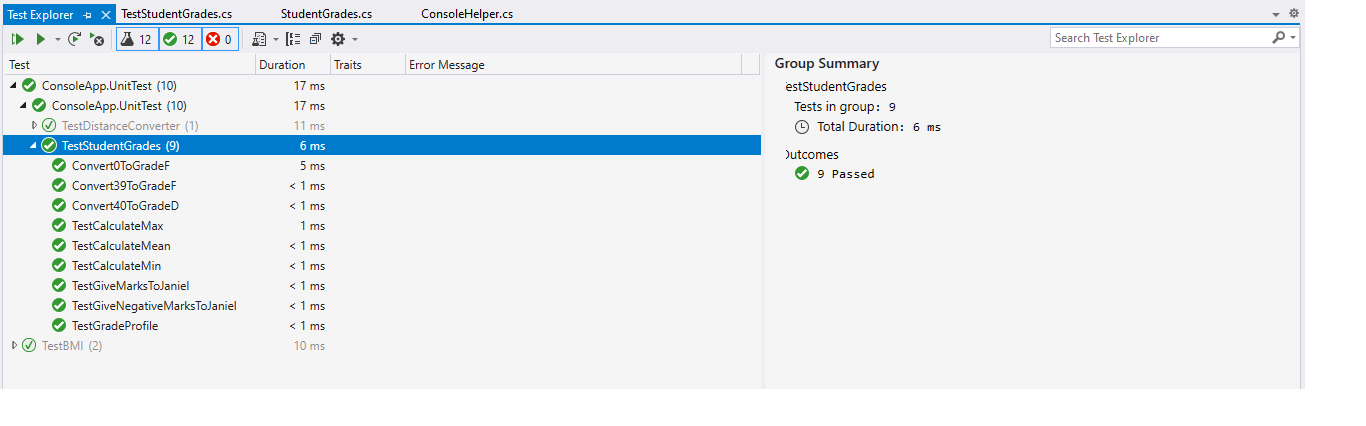 Test Explorer TestStudentGrades.cs StudentGrades.cs ConsoleHelper.cs
12 12 0 Search Test Explorer
Test Duration Traits Error Message
ConsoleApp.UnitTest (10) 17 ms
ConsoleApp.UnitTest (10) 17 ms
TestDistanceConverter (1) 11 ms
TestStudentGrades (9) 6 ms
Convert0ToGradeF 5 ms
Convert39ToGradeF < 1 ms
Convert40ToGradeD < 1 ms
TestCalculateMax 1 ms
TestCalculateMean < 1 ms
TestCalculateMin < 1 ms
TestGiveMarksToJaniel < 1 ms
TestGiveNegativeMarksToJaniel < 1 ms
TestGradeProfile < 1 ms
TestBMI (2) 10 ms
Group Summary
estStudentGrades
Tests in group: 9
Total Duration: 6 ms
Outcomes
9 Passed